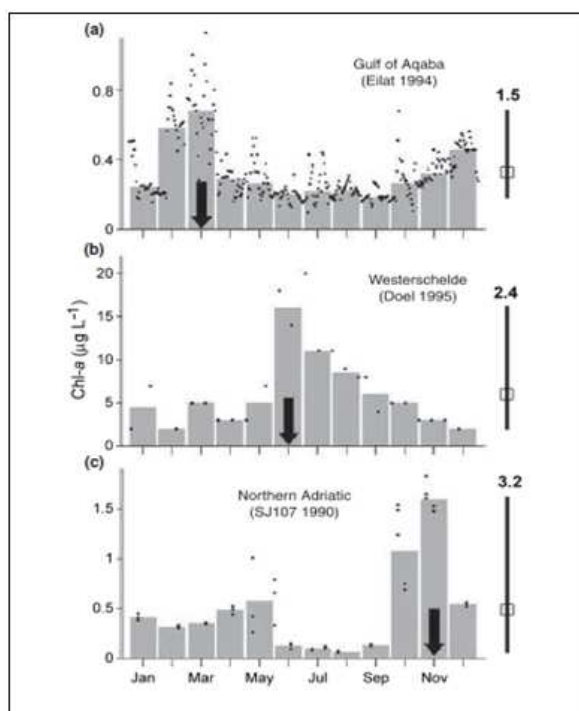 (a)
Gulf of Aqaba
(Eilat 1994)
1.5
0.8
0.4
0
(b)
Westerschelde
(Doel 1995)
2.4
20
15
10
5
0
Chl-a (µg L⁻¹)
(c)
Northern Adriatic
(SJ107 1990)
3.2
1.5
1
0.5
0
Jan Mar May Jul Sep Nov